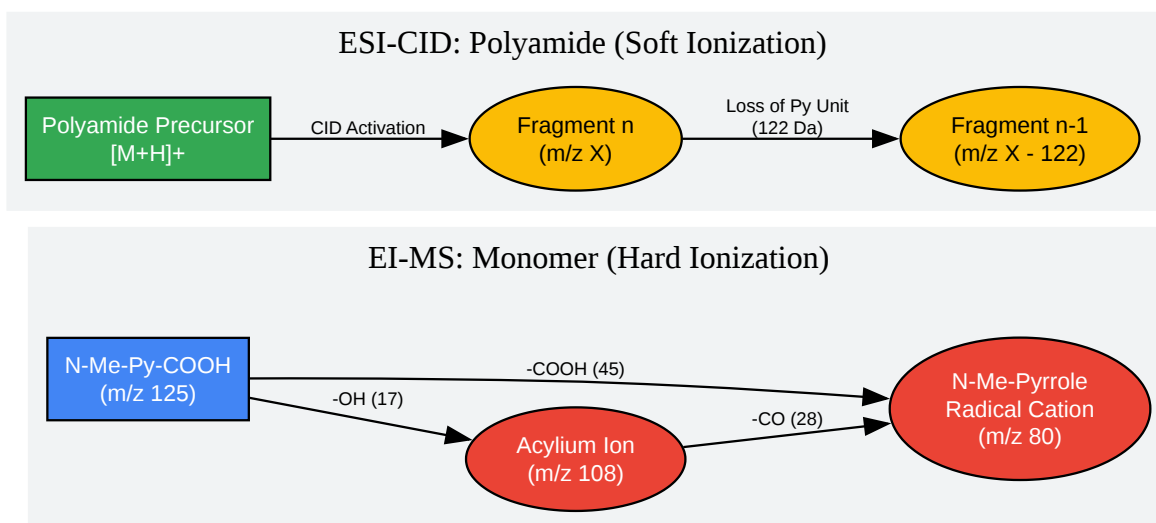 ESI-CID: Polyamide (Soft Ionization)
Polyamide Precursor
[M+H]+
CID Activation
Fragment n
(m/z X)
Loss of Py Unit
(122 Da)
Fragment n-1
(m/z X - 122)
EI-MS: Monomer (Hard Ionization)
N-Me-Py-COOH
(m/z 125)
-COOH (45)
-OH (17)
Acylium Ion
(m/z 108)
-CO (28)
N-Me-Pyrrole
Radical Cation
(m/z 80)